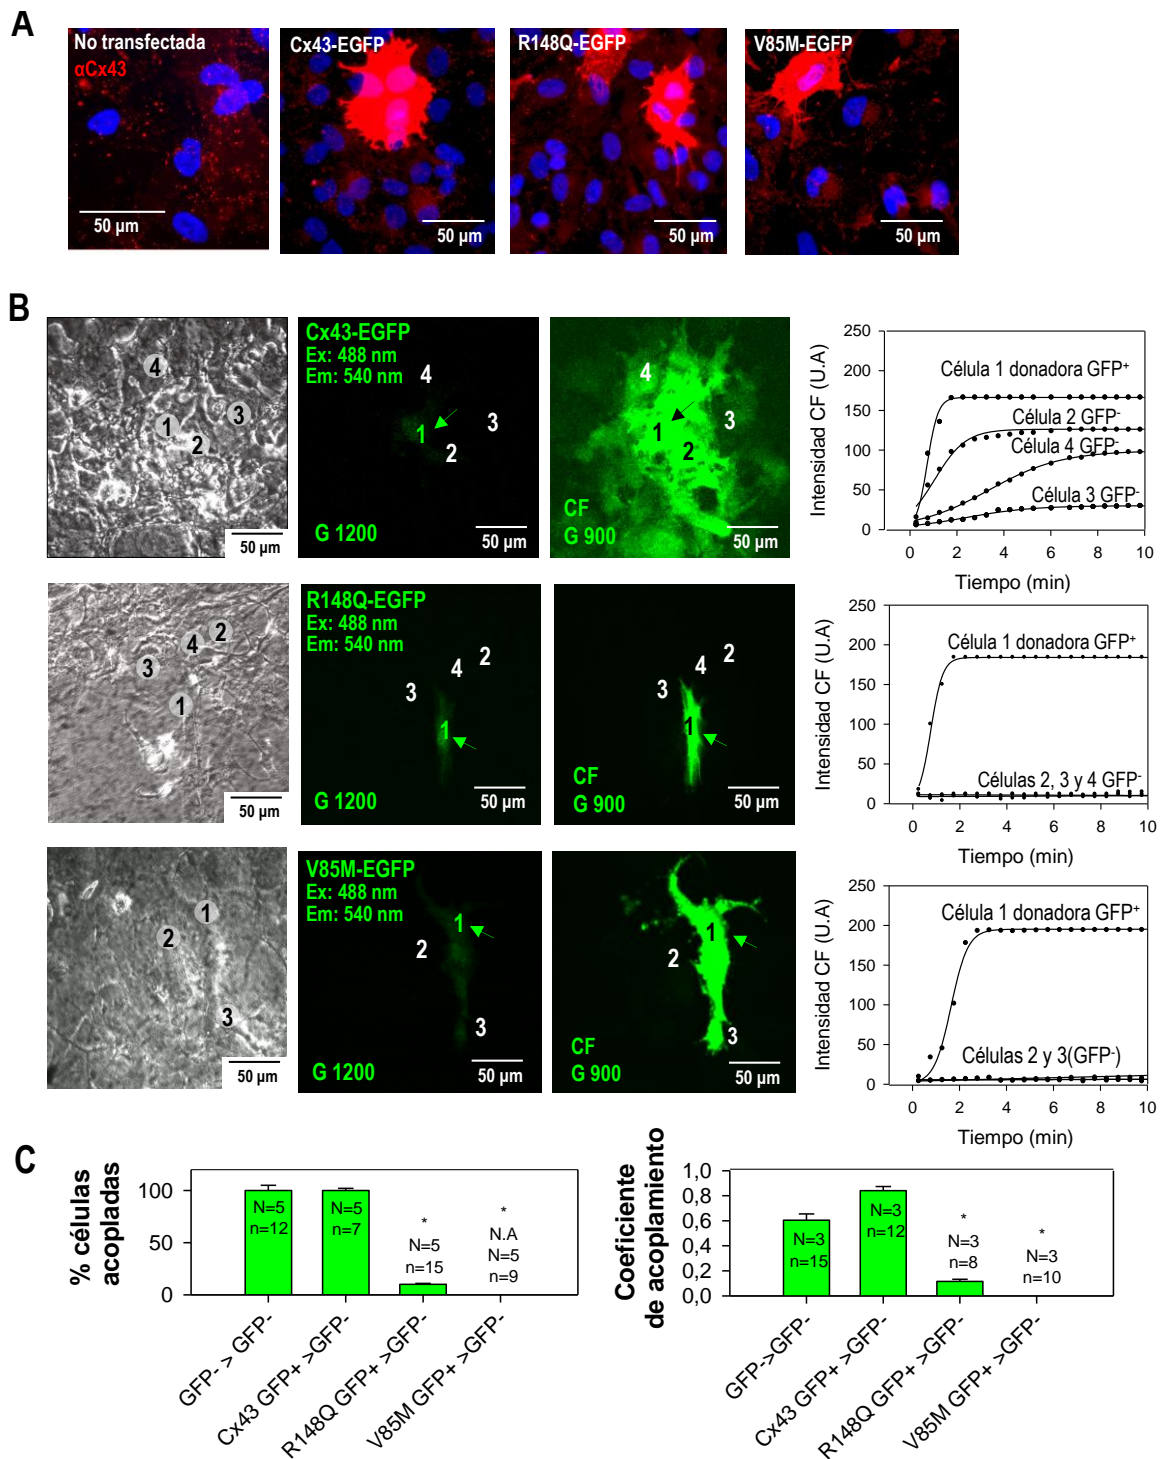 A
No transfectada
αCx43
50 µm
Cx43-EGFP
50 µm
R148Q-EGFP
50 µm
V85M-EGFP
50 µm
B
4
3
1
2
50 µm
Cx43-EGFP
Ex: 488 nm
Em: 540 nm
4
3
1
2
G 1200
50 µm
4
3
1
2
CF
G 900
50 µm
Intensidad CF (U.A)
250
200
150
100
50
0
Célula 1 donadora GFP+
Célula 2 GFP-
Célula 4 GFP-
Célula 3 GFP-
0 2 4 6 8 10
Tiempo (min)
2
4
3
1
50 µm
R148Q-EGFP
Ex: 488 nm
Em: 540 nm
2
4
3
1
G 1200
50 µm
2
4
3
1
CF
G 900
50 µm
Intensidad CF (U.A)
250
200
150
100
50
0
Célula 1 donadora GFP+
Células 2, 3 y 4 GFP-
0 2 4 6 8 10
Tiempo (min)
1
2
3
50 µm
V85M-EGFP
Ex: 488 nm
Em: 540 nm
1
2
3
G 1200
50 µm
1
2
3
CF
G 900
50 µm
Intensidad CF (U.A)
250
200
150
100
50
0
Célula 1 donadora GFP+
Células 2 y 3(GFP-)
0 2 4 6 8 10
Tiempo (min)
C
% células
acopladas
100
50
0
N=5
n=12
N=5
n=7
*
N=5
n=15
*
N.A
N=5
n=9
GFP- > GFP-
Cx43 GFP+ >GFP-
R148Q GFP+ >GFP-
V85M GFP+ >GFP-
Coeficiente
de acoplamiento
1,0
0,8
0,6
0,4
0,2
0,0
N=3
n=15
N=3
n=12
*
N=3
n=8
*
N=3
n=10
GFP->GFP-
Cx43 GFP+ >GFP-
R148Q GFP+ >GFP-
V85M GFP+ >GFP-